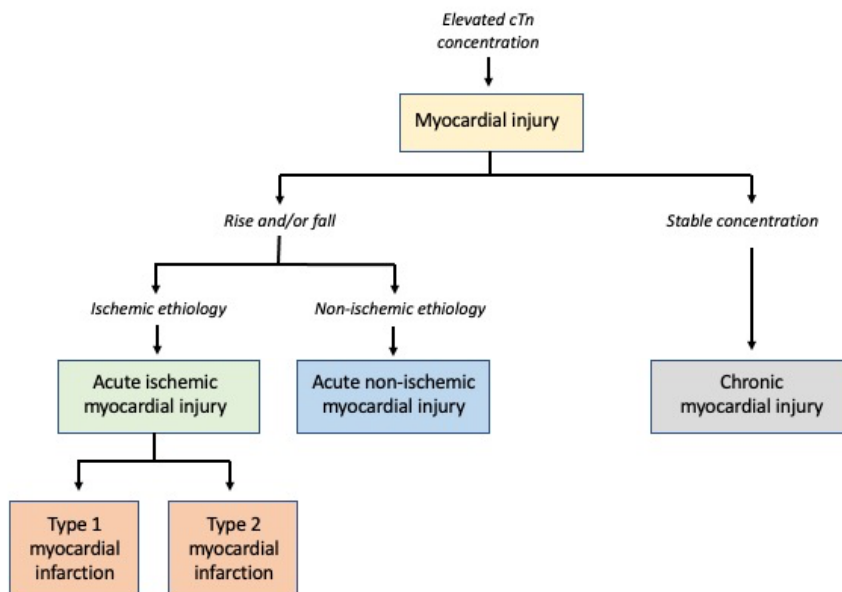 Elevated cTn
concentration
Myocardial injury
Rise and/or fall
Stable concentration
Ischemic ethiology
Non-ischemic ethiology
Acute ischemic
myocardial injury
Acute non-ischemic
myocardial injury
Chronic
myocardial injury
Type 1
myocardial
infarction
Type 2
myocardial
infarction